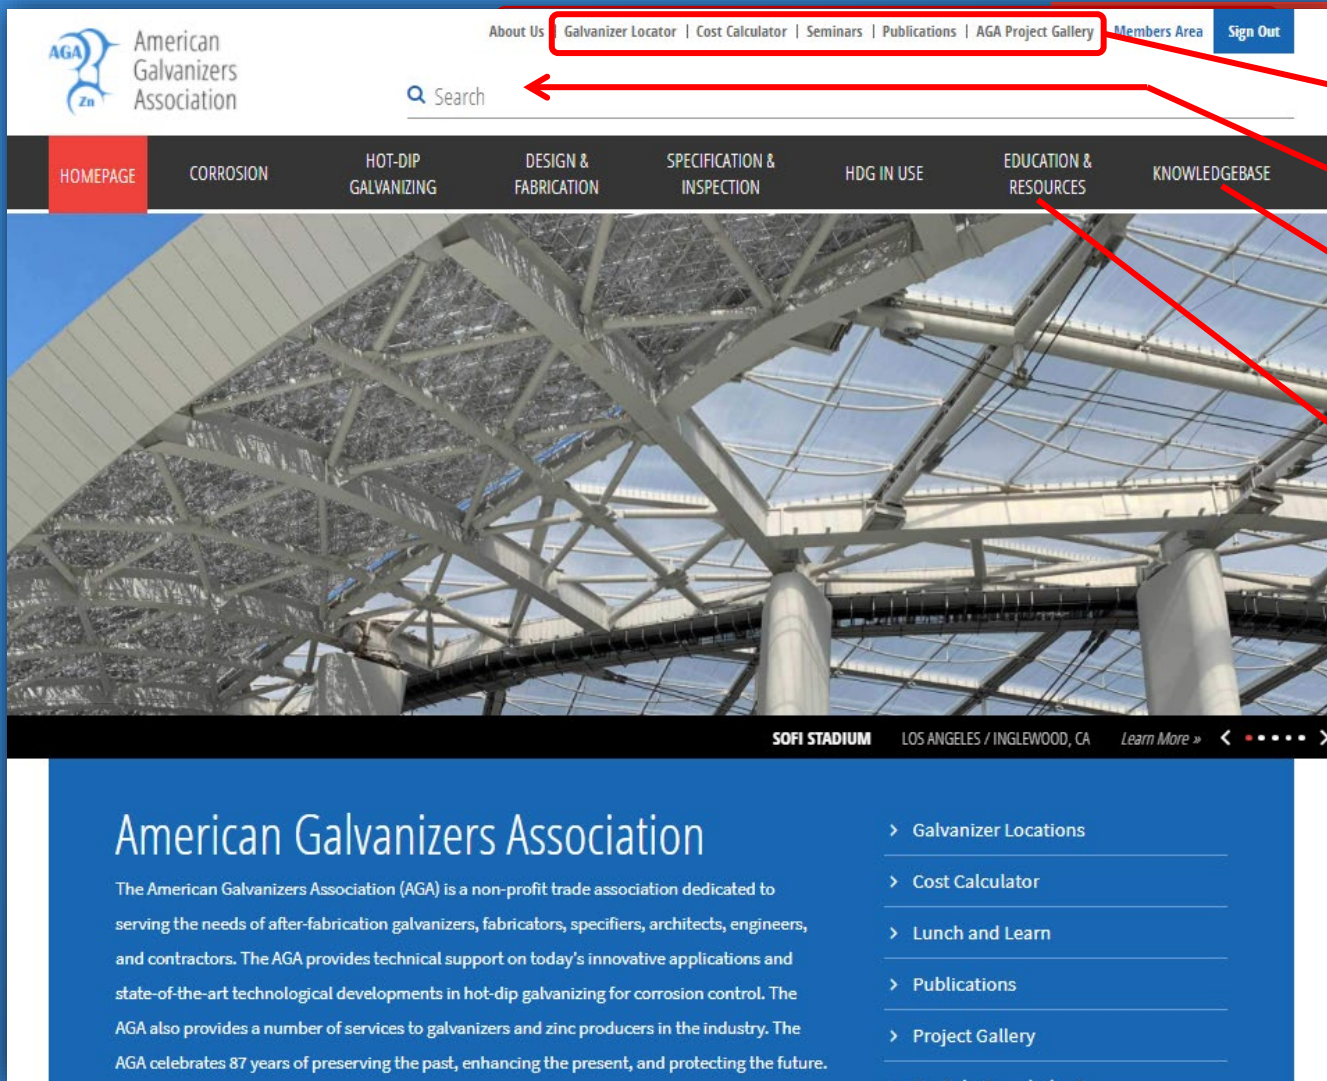 AGA
Zn
American
Galvanizers
Association
About Us | Galvanizer Locator | Cost Calculator | Seminars | Publications | AGA Project Gallery Members Area Sign Out
Search
HOMEPAGE
CORROSION
HOT-DIP
GALVANIZING
DESIGN &
FABRICATION
SPECIFICATION &
INSPECTION
HDG IN USE
EDUCATION &
RESOURCES
KNOWLEDGEBASE
SOFI STADIUM LOS ANGELES / INGLEWOOD, CA Learn More »
American Galvanizers Association
The American Galvanizers Association (AGA) is a non-profit trade association dedicated to
serving the needs of after-fabrication galvanizers, fabricators, specifiers, architects, engineers,
and contractors. The AGA provides technical support on today's innovative applications and
state-of-the-art technological developments in hot-dip galvanizing for corrosion control. The
AGA also provides a number of services to galvanizers and zinc producers in the industry. The
AGA celebrates 87 years of preserving the past, enhancing the present, and protecting the future.
> Galvanizer Locations
> Cost Calculator
> Lunch and Learn
> Publications
> Project Gallery